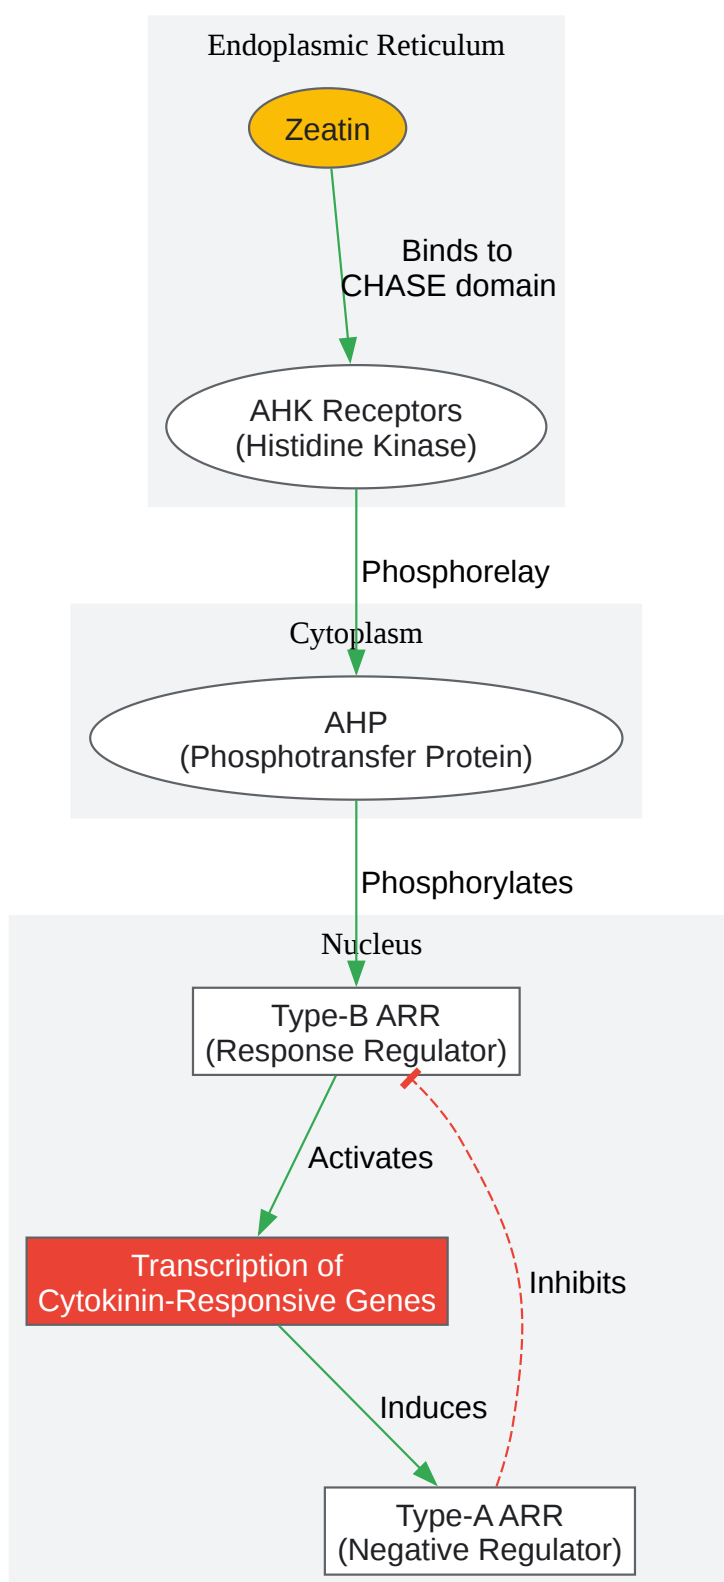 Endoplasmic Reticulum
Zeatin
Binds to
CHASE domain
AHK Receptors
(Histidine Kinase)
Phosphorelay
Cytoplasm
AHP
(Phosphotransfer Protein)
Phosphorylates
Nucleus
Type-B ARR
(Response Regulator)
Activates
Transcription of
Cytokinin-Responsive Genes
Inhibits
Induces
Type-A ARR
(Negative Regulator)